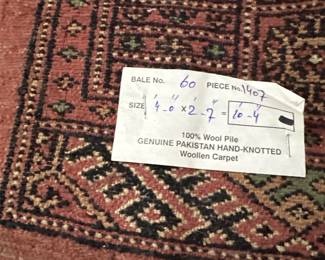 BALE No. 60 PIECE No. 1407
SIZE 4'-0" x 2'-7" = 10'-4"
100% Wool Pile
GENUINE PAKISTAN HAND-KNOTTED
Woollen Carpet